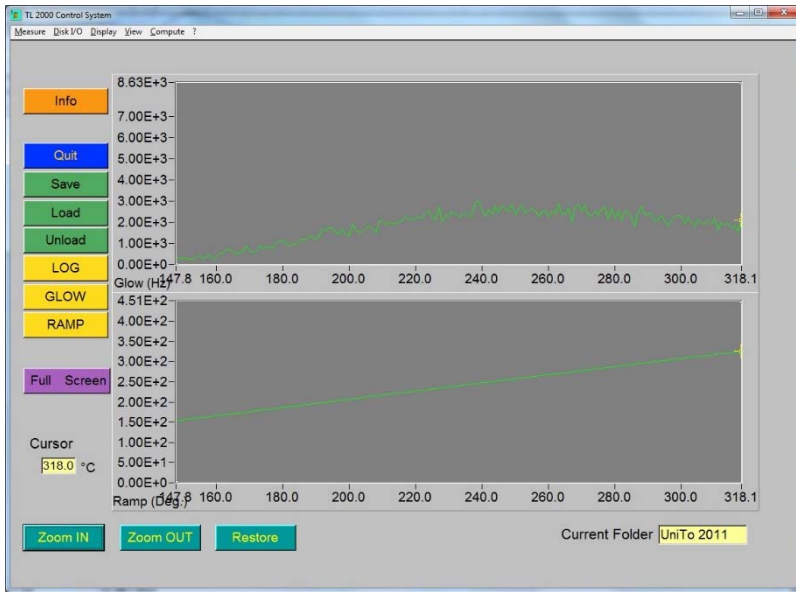 TL 2000 Control System
Measure Disk I/O Display View Compute ?
Info
Quit
Save
Load
Unload
LOG
GLOW
RAMP
Full Screen
Cursor
318.0 °C
8.63E+3
7.00E+3
6.00E+3
5.00E+3
4.00E+3
3.00E+3
2.00E+3
1.00E+3
0.00E+0
Glow (Hz)
147.8 160.0 180.0 200.0 220.0 240.0 260.0 280.0 300.0 318.1
4.51E+2
4.00E+2
3.50E+2
3.00E+2
2.50E+2
2.00E+2
1.50E+2
1.00E+2
5.00E+1
0.00E+0
Ramp (Deg.)
147.8 160.0 180.0 200.0 220.0 240.0 260.0 280.0 300.0 318.1
Zoom IN Zoom OUT Restore
Current Folder UniTo 2011